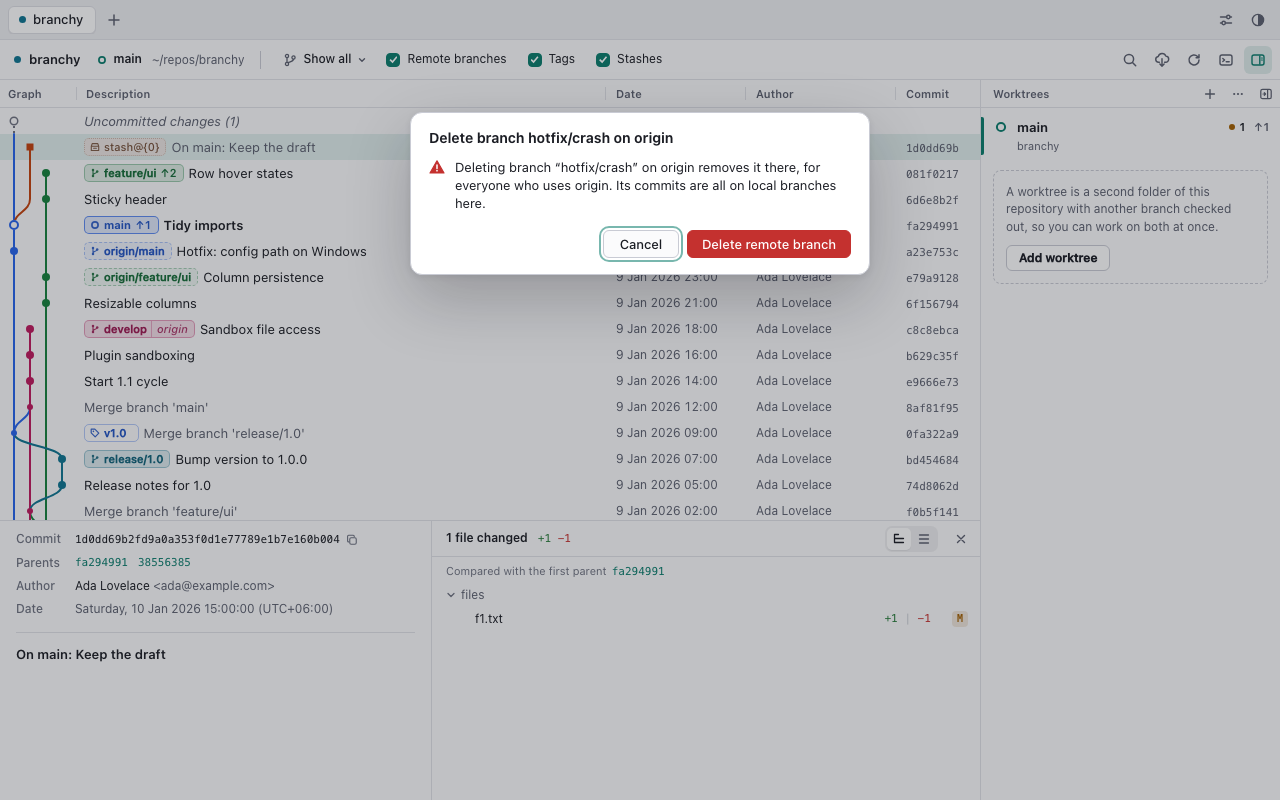 branchy
branchy main ~/repos/branchy Show all Remote branches Tags Stashes
Graph Description Date Author Commit Worktrees
Uncommitted changes (1)
stash@{0} On main: Keep the draft 1d0dd69b
feature/ui ↑2 Row hover states 081f0217
Sticky header 6d6e8b2f
main ↑1 Tidy imports fa294991
origin/main Hotfix: config path on Windows a23e753c
origin/feature/ui Column persistence 9 Jan 2026 23:00 Ada Lovelace e79a9128
Resizable columns 9 Jan 2026 21:00 Ada Lovelace 6f156794
develop origin Sandbox file access 9 Jan 2026 18:00 Ada Lovelace c8c8ebca
Plugin sandboxing 9 Jan 2026 16:00 Ada Lovelace b629c35f
Start 1.1 cycle 9 Jan 2026 14:00 Ada Lovelace e9666e73
Merge branch 'main' 9 Jan 2026 12:00 Ada Lovelace 8af81f95
v1.0 Merge branch 'release/1.0' 9 Jan 2026 09:00 Ada Lovelace 0fa322a9
release/1.0 Bump version to 1.0.0 9 Jan 2026 07:00 Ada Lovelace bd454684
Release notes for 1.0 9 Jan 2026 05:00 Ada Lovelace 74d8062d
Merge branch 'feature/ui' 9 Jan 2026 02:00 Ada Lovelace f0b5f141
Delete branch hotfix/crash on origin
Deleting branch “hotfix/crash” on origin removes it there, for
everyone who uses origin. Its commits are all on local branches
here.
Cancel Delete remote branch
main 1 ↑1
branchy
A worktree is a second folder of this
repository with another branch checked
out, so you can work on both at once.
Add worktree
Commit 1d0dd69b2fd9a0a353f0d1e77789e1b7e160b004
Parents fa294991 38556385
Author Ada Lovelace <ada@example.com>
Date Saturday, 10 Jan 2026 15:00:00 (UTC+06:00)
On main: Keep the draft
1 file changed +1 −1
Compared with the first parent fa294991
files
f1.txt +1 −1 M